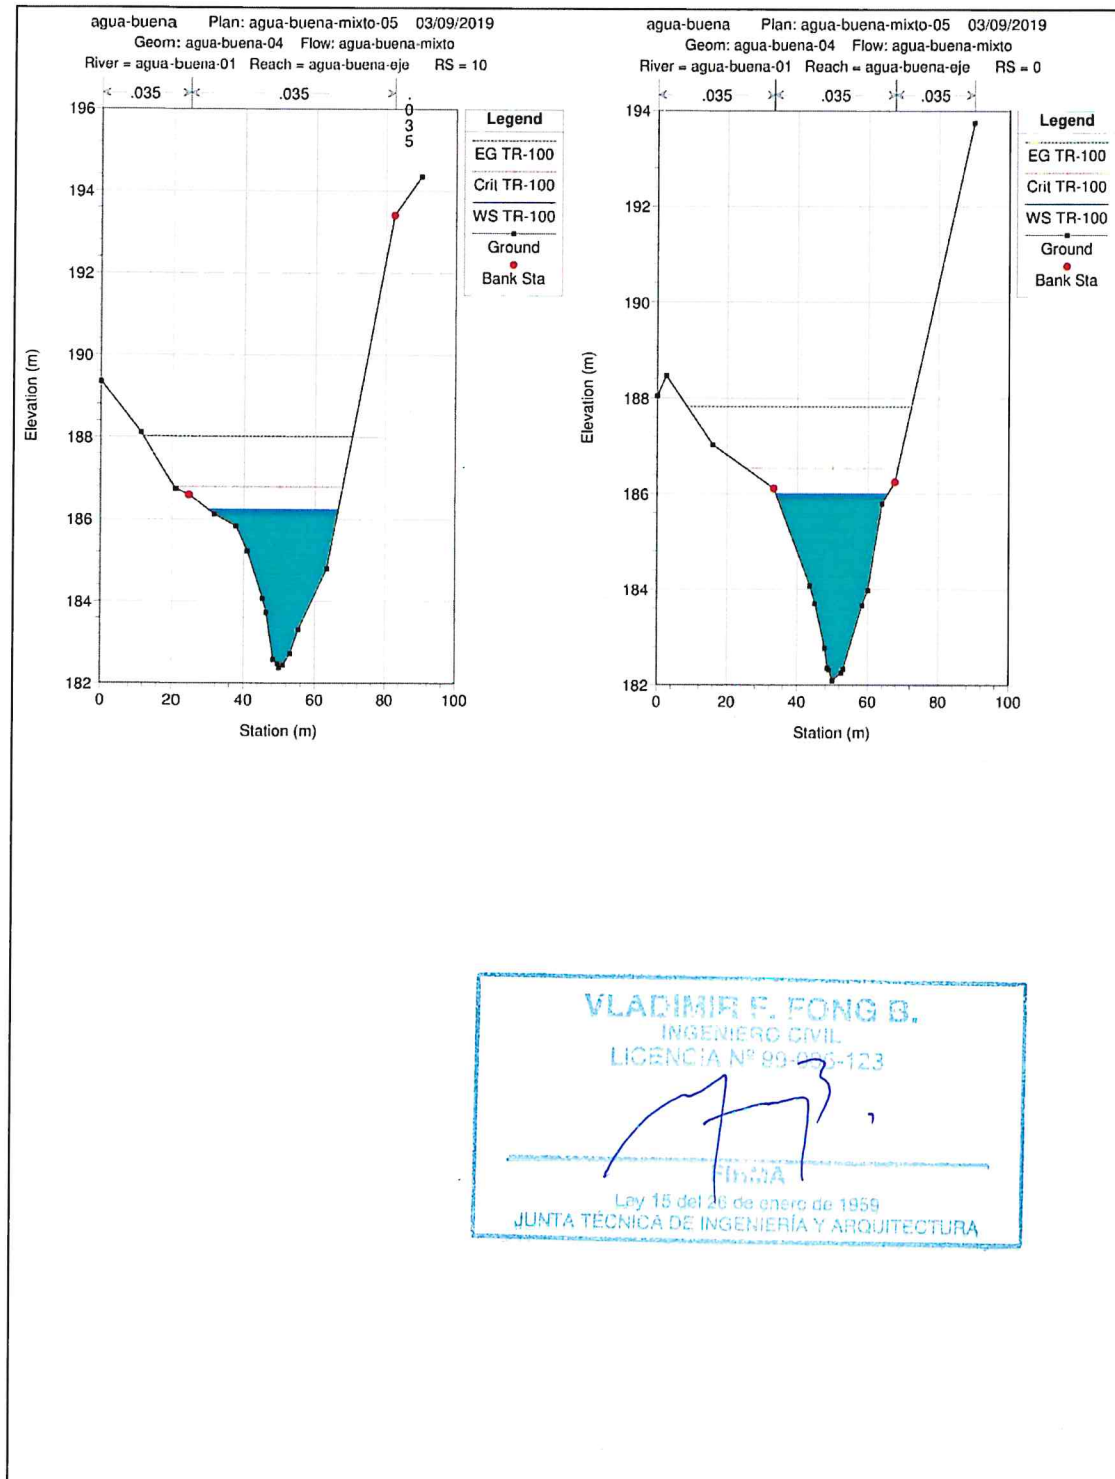 agua-buena Plan: agua-buena-mixto-05 03/09/2019
Geom: agua-buena-04 Flow: agua-buena-mixto
River = agua-buena-01 Reach = agua-buena-eje RS = 10
.035 .035 .035
Legend
EG TR-100
Crit TR-100
WS TR-100
Ground
Bank Sta
196
194
192
190
188
186
184
182
Elevation (m)
0 20 40 60 80 100
Station (m)
agua-buena Plan: agua-buena-mixto-05 03/09/2019
Geom: agua-buena-04 Flow: agua-buena-mixto
River = agua-buena-01 Reach = agua-buena-eje RS = 0
.035 .035 .035
Legend
EG TR-100
Crit TR-100
WS TR-100
Ground
Bank Sta
194
192
190
188
186
184
182
Elevation (m)
0 20 40 60 80 100
Station (m)
VLADIMIR F. FONG B.
INGENIERO CIVIL
LICENCIA Nº
FIRMA
Ley 15 del 26 de enero de 1959
JUNTA TÉCNICA DE INGENIERÍA Y ARQUITECTURA